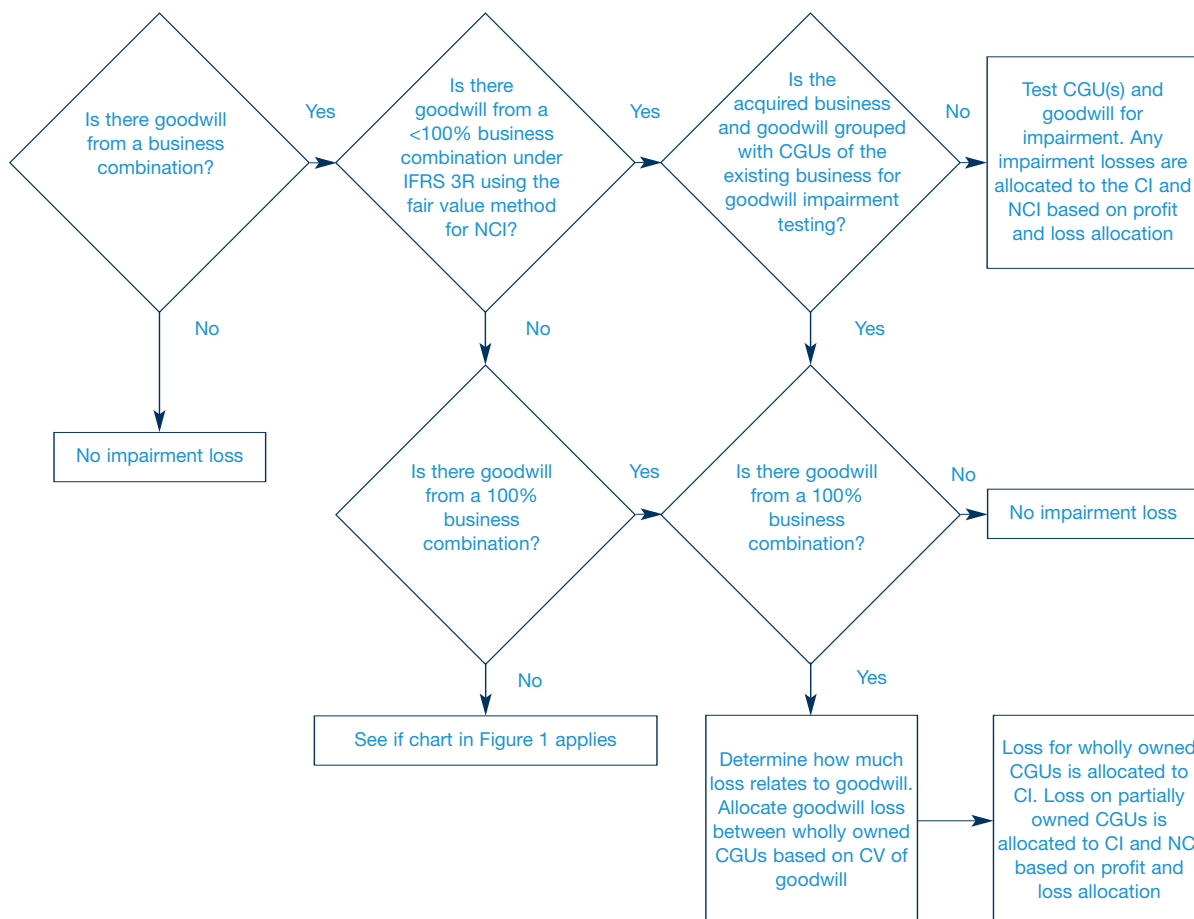 Is there goodwill
from a business
combination?
Yes
Is there
goodwill from a
<100% business
combination under
IFRS 3R using the
fair value method
for NCI?
Yes
Is the
acquired business
and goodwill grouped
with CGUs of the
existing business for
goodwill impairment
testing?
No
Test CGU(s) and
goodwill for
impairment. Any
impairment losses are
allocated to the CI and
NCI based on profit
and loss allocation
No
No
Yes
No impairment loss
Is there goodwill
from a 100%
business
combination?
Yes
Is there goodwill
from a 100%
business
combination?
No
No impairment loss
No
Yes
See if chart in Figure 1 applies
Determine how much
loss relates to goodwill.
Allocate goodwill loss
between wholly owned
CGUs based on CV of
goodwill
Loss for wholly owned
CGUs is allocated to
CI. Loss on partially
owned CGUs is
allocated to CI and NC
based on profit and
loss allocation